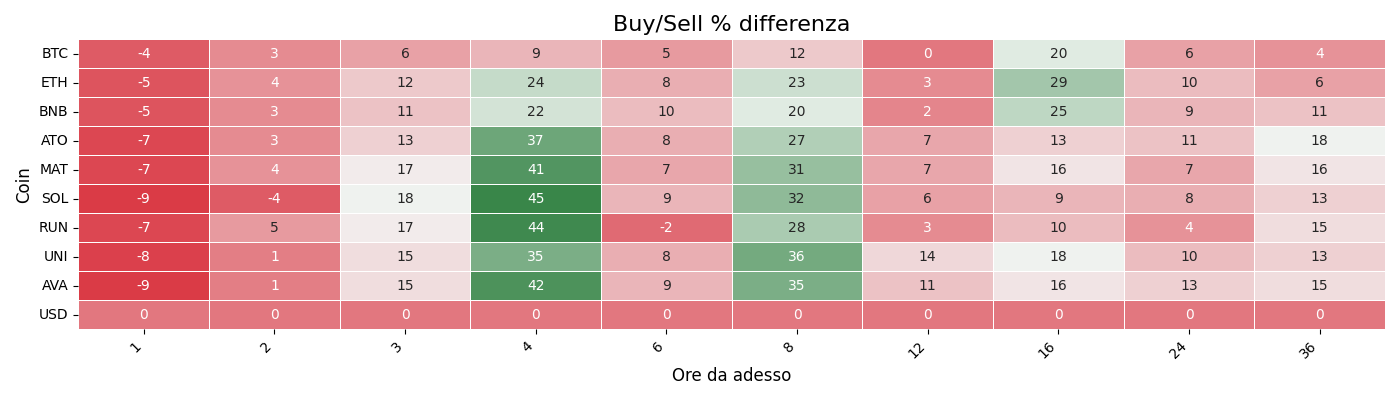 Buy/Sell % differenza
Coin
BTC -4 3 6 9 5 12 0 20 6 4
ETH -5 4 12 24 8 23 3 29 10 6
BNB -5 3 11 22 10 20 2 25 9 11
ATO -7 3 13 37 8 27 7 13 11 18
MAT -7 4 17 41 7 31 7 16 7 16
SOL -9 -4 18 45 9 32 6 9 8 13
RUN -7 5 17 44 -2 28 3 10 4 15
UNI -8 1 15 35 8 36 14 18 10 13
AVA -9 1 15 42 9 35 11 16 13 15
USD 0 0 0 0 0 0 0 0 0 0
1 2 3 4 6 8 12 16 24 36
Ore da adesso